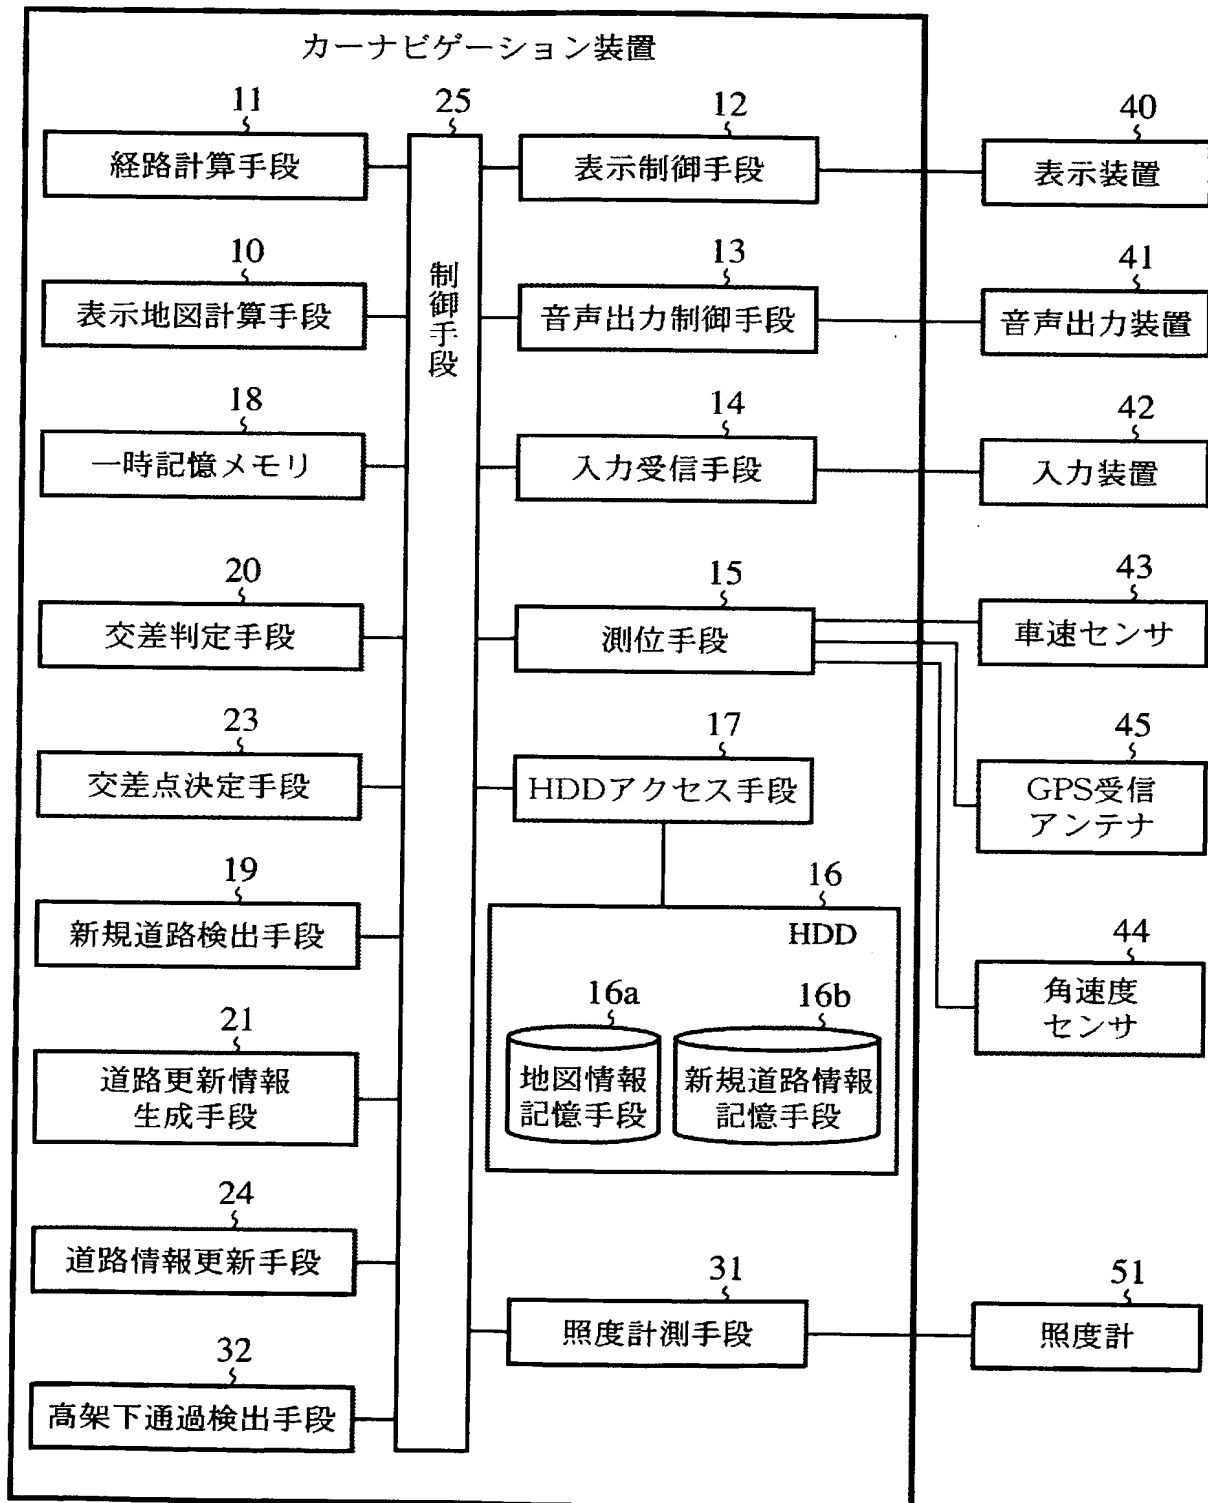 カーナビゲーション装置
11
25
12
40
経路計算手段
表示制御手段
表示装置
10
制御手段
13
41
表示地図計算手段
音声出力制御手段
音声出力装置
18
14
42
一時記憶メモリ
入力受信手段
入力装置
20
15
43
交差判定手段
測位手段
車速センサ
23
17
45
交差点決定手段
HDDアクセス手段
GPS受信
アンテナ
19
16
新規道路検出手段
HDD
44
角速度
センサ
16a
16b
21
道路更新情報
生成手段
地図情報
記憶手段
新規道路情報
記憶手段
24
道路情報更新手段
31
51
照度計測手段
照度計
32
高架下通過検出手段